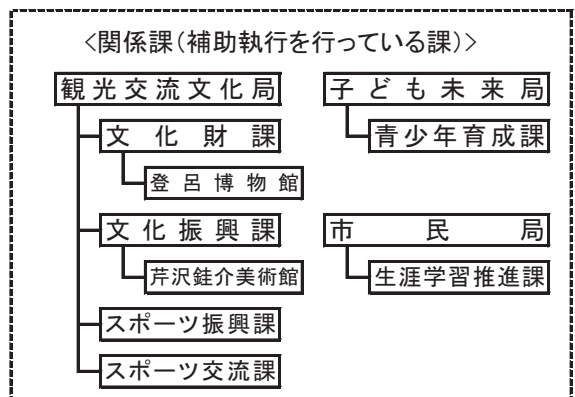 <関係課(補助執行を行っている課)>
観光交流文化局
文化財課
登呂博物館
文化振興課
芹沢銈介美術館
スポーツ振興課
スポーツ交流課
子ども未来局
青少年育成課
市民局
生涯学習推進課